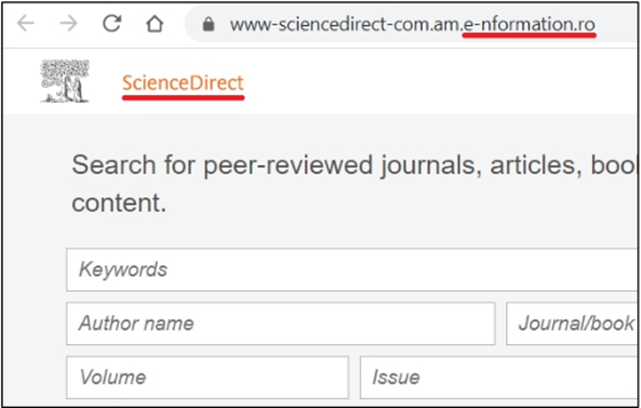 www-sciencedirect-com.am.e-nformation.ro
ScienceDirect
Search for peer-reviewed journals, articles, boo
content.
Keywords
Author name
Journal/book
Volume
Issue